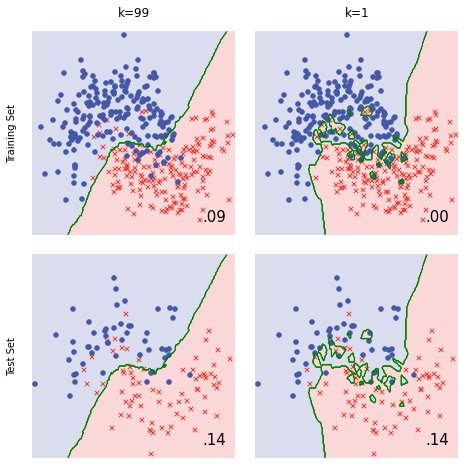 k=99
k=1
Training Set
.09
.00
Test Set
.14
.14